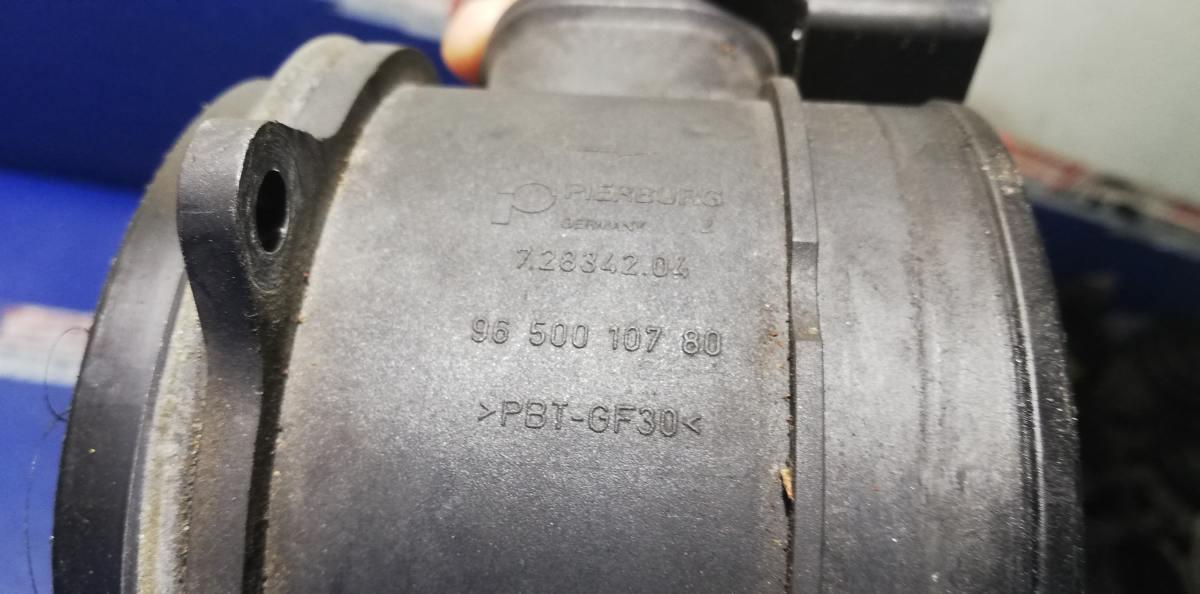 PIERBURG
GERMANY
7.28342.04
96 500 107 80
>PBT-GF30<